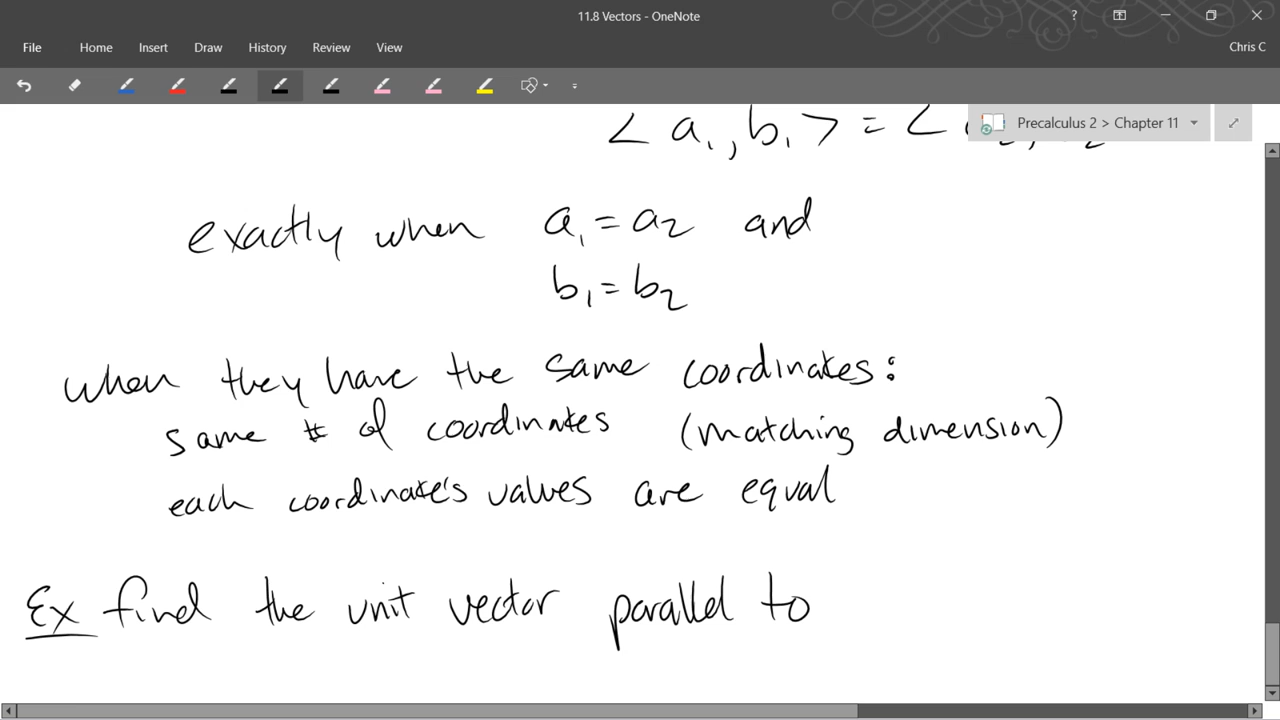 11.8 Vectors - OneNote
?
File Home Insert Draw History Review View Chris C
Precalculus 2 > Chapter 11
< a₁, b₁ > = <
exactly when a₁ = a₂ and
b₁ = b₂
when they have the same coordinates:
same # of coordinates (matching dimension)
each coordinate's values are equal
Ex find the unit vector parallel to